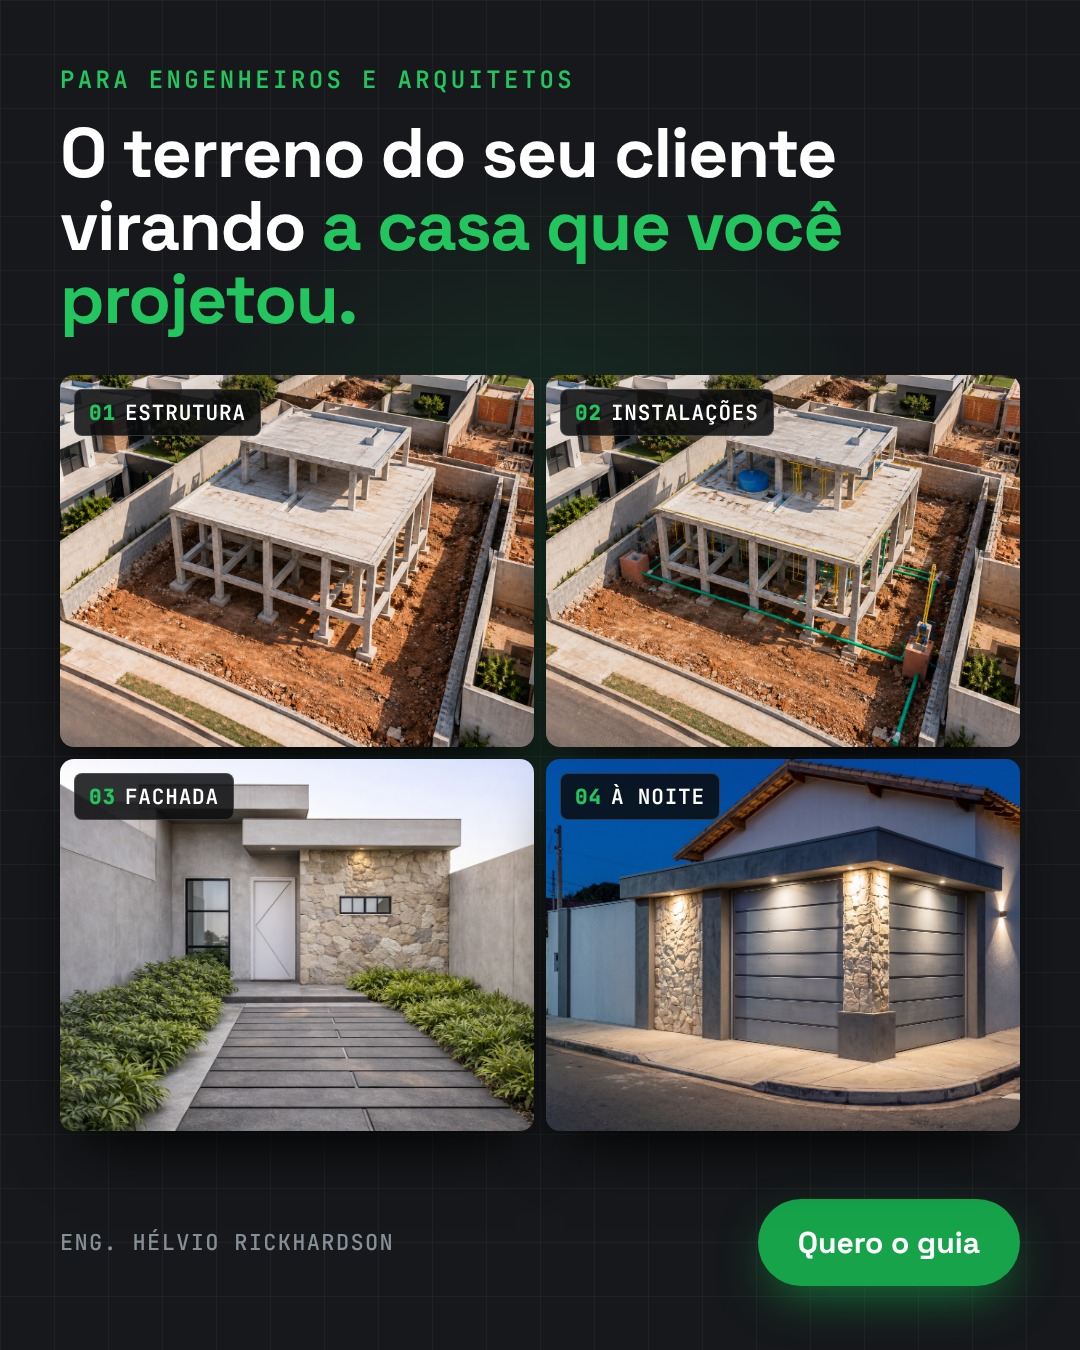 PARA ENGENHEIROS E ARQUITETOS
O terreno do seu cliente
virando a casa que você
projetou.
01 ESTRUTURA
02 INSTALAÇÕES
03 FACHADA
04 À NOITE
ENG. HÉLVIO RICKHARDSON
Quero o guia